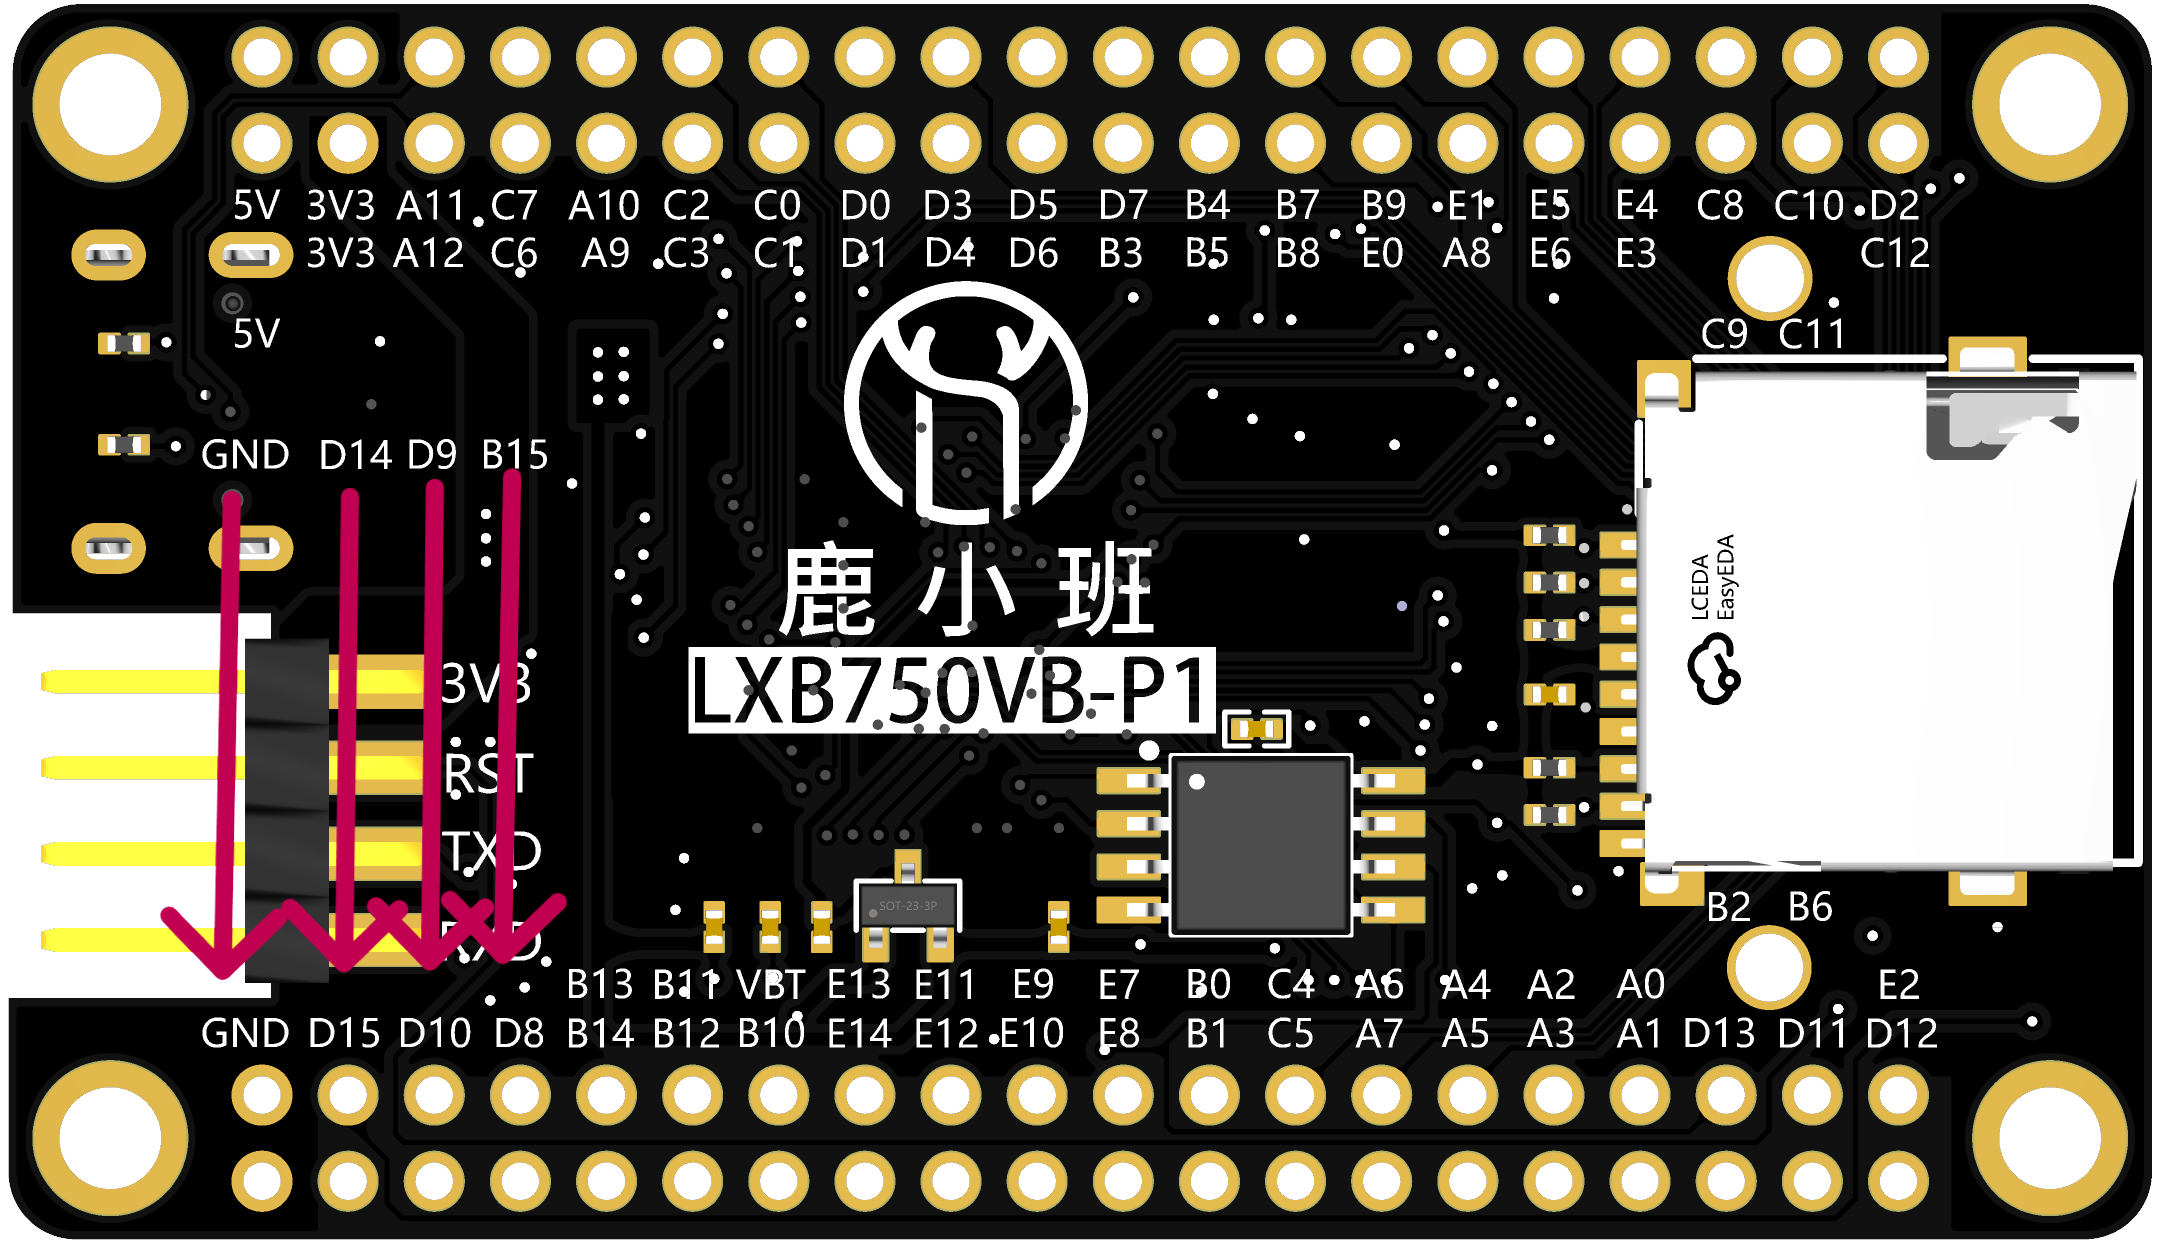 5V 3V3 A11 C7 A10 C2 C0 D0 D3 D5 D7 B4 B7 B9 E1 E5 E4 C8 C10 D2
3V3 A12 C6 A9 C3 C1 D1 D4 D6 B3 B5 B8 E0 A8 E6 E3 C12
5V
C9 C11
GND D14 D9 B15
鹿小班
LXB750VB-P1
LCEDA
EasyEDA
3V3
RST
TXD
RXD
SOT-23-3P
B2 B6
B13 B11 VBT E13 E11 E9 E7 B0 C4 A6 A4 A2 A0 E2
GND D15 D10 D8 B14 B12 B10 E14 E12 E10 E8 B1 C5 A7 A5 A3 A1 D13 D11 D12